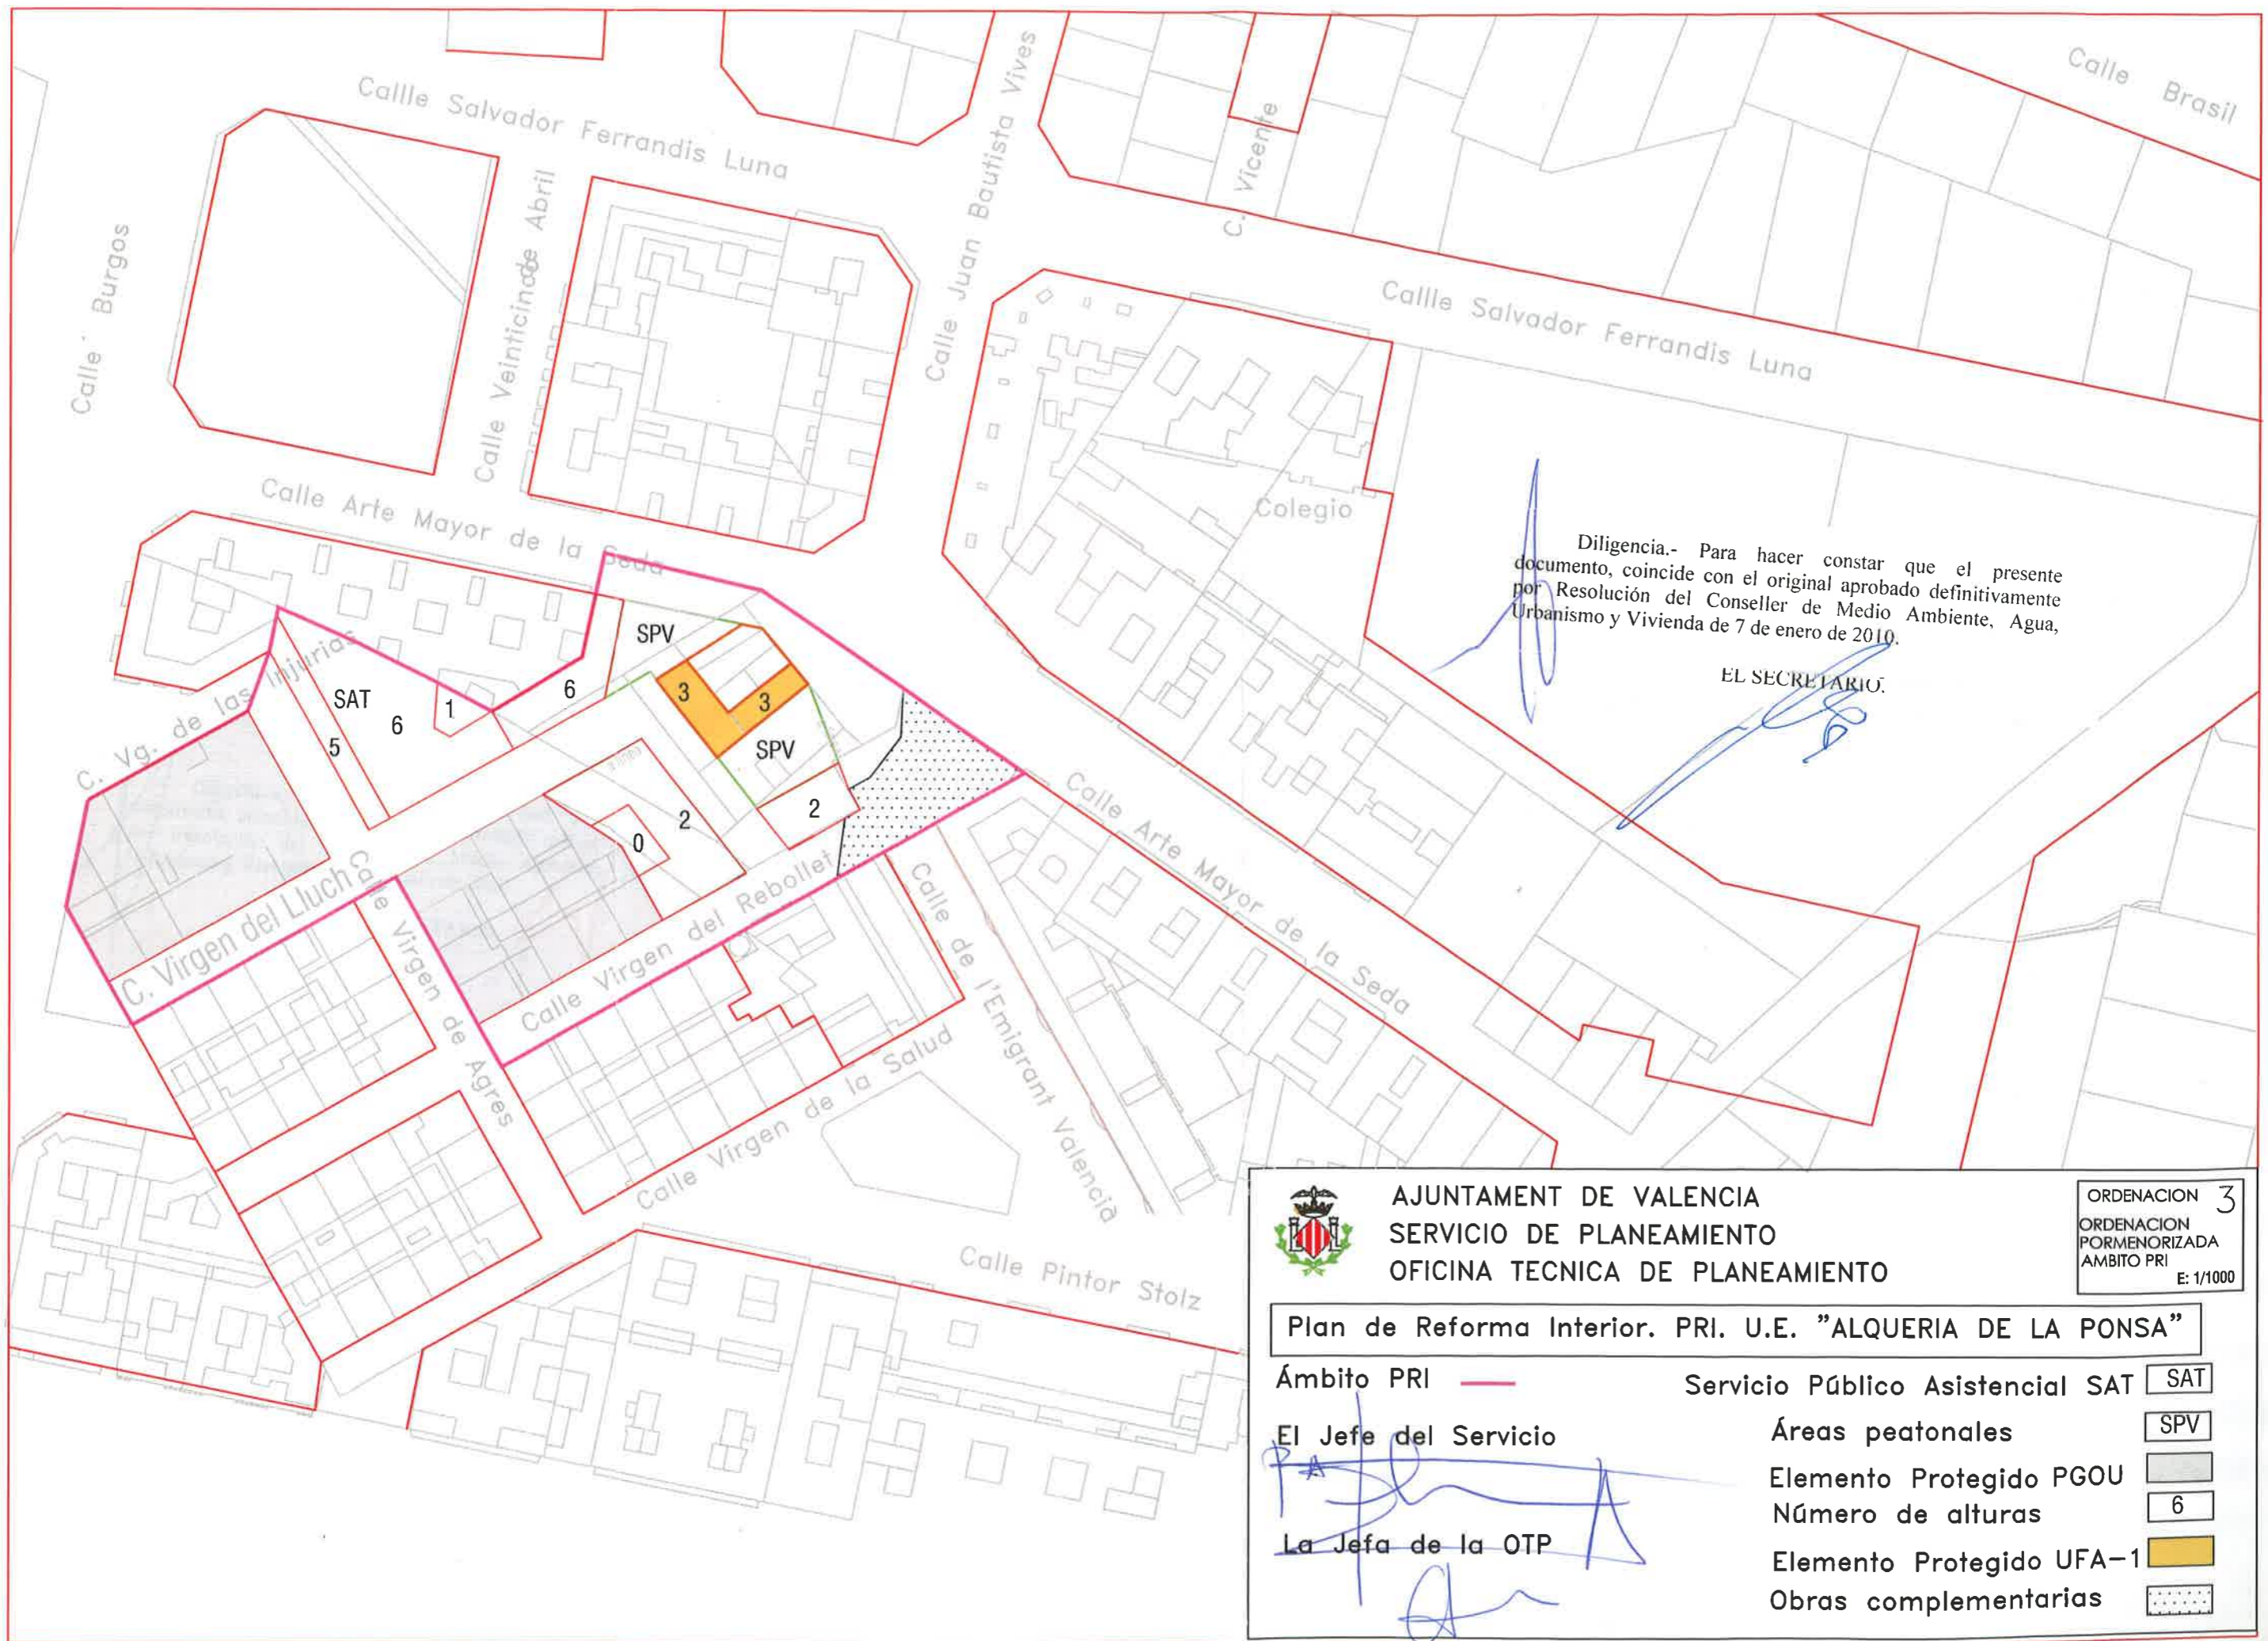 Calle Brasil
Callle Salvador Ferrandis Luna
Calle Juan Bautista Vives
C. Vicente
Calle Burgos
Calle Veinticinode Abril
Callle Salvador Ferrandis Luna
Calle Arte Mayor de la Seda
Colegio
Diligencia.- Para hacer constar que el presente
documento, coincide con el original aprobado definitivamente
por Resolución del Conseller de Medio Ambiente, Agua,
Urbanismo y Vivienda de 7 de enero de 2010.
EL SECRETARIO.
C. Vg. de las Injurias
SPV
SAT
6
1
5
6
3
3
SPV
2
2
0
C. Virgen del Lluch
Calle Virgen de Agres
Calle Virgen del Rebollet
Calle de l'Emigrant Valencià
Calle Arte Mayor de la Seda
Calle Virgen de la Salud
Calle Pintor Stolz
AJUNTAMENT DE VALENCIA
SERVICIO DE PLANEAMIENTO
OFICINA TECNICA DE PLANEAMIENTO
ORDENACION 3
ORDENACION
PORMENORIZADA
AMBITO PRI
E: 1/1000
Plan de Reforma Interior. PRI. U.E. "ALQUERIA DE LA PONSA"
Ámbito PRI
Servicio Público Asistencial SAT SAT
El Jefe del Servicio
Áreas peatonales SPV
Elemento Protegido PGOU
Número de alturas 6
La Jefa de la OTP
Elemento Protegido UFA-1
Obras complementarias